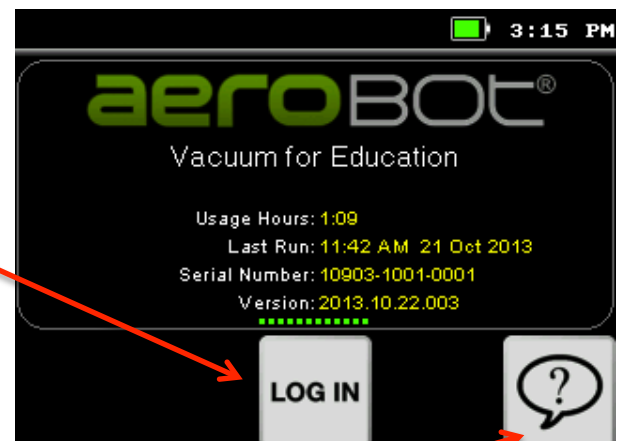 3:15 PM
aeroBOT®
Vacuum for Education
Usage Hours: 1:09
Last Run: 11:42 AM 21 Oct 2013
Serial Number: 10903-1001-0001
Version: 2013.10.22.003
LOG IN
?